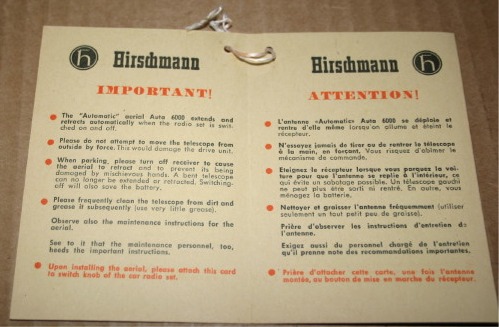 h Hirschmann
IMPORTANT!
The "Automatic" aerial Auto 6000 extends and
retracts automatically when the radio set is swit-
ched on and off.
Please do not attempt to move the telescope from
outside by force. This would damage the drive unit.
When parking, please turn off receiver to cause
the aerial to retract and to prevent its being
damaged by mischievous hands. A bent telescope
can no longer be extended or retracted. Switching-
off will also save the battery.
Please frequently clean the telescope from dirt and
grease it subsequently (use very little grease).
Observe also the maintenance instructions for the
aerial.
See to it that the maintenance personnel, too,
heeds the important instructions.
Upon installing the aerial, please attach this card
to switch knob of the car radio set.
Hirschmann h
ATTENTION!
L'antenne «Automatic» Auto 6000 se déploie et
rentre d'elle même lorsqu'on allume et éteint le
récepteur.
N'essayez jamais de tirer ou de rentrer le télescope
à la main, en forçant. Vous risquez d'abîmer le
mécanisme de commande.
Eteignez le récepteur lorsque vous parquez la voi-
ture pour que l'antenne se replie à l'intérieur, ce
qui évite un sabotage possible. Un télescope gauchi
ne peut plus être sorti ni rentré. En outre, vous
ménagez la batterie.
Nettoyer et graisser l'antenne fréquemment (utiliser
seulement un tout petit peu de graisse).
Prière d'observer les instructions d'entretien de
l'antenne.
Exigez aussi du personnel chargé de l'entretien
qu'il prenne note des recommandations importantes.
Prière d'attacher cette carte, une fois l'antenne
montée, au bouton de mise en marche du récepteur.